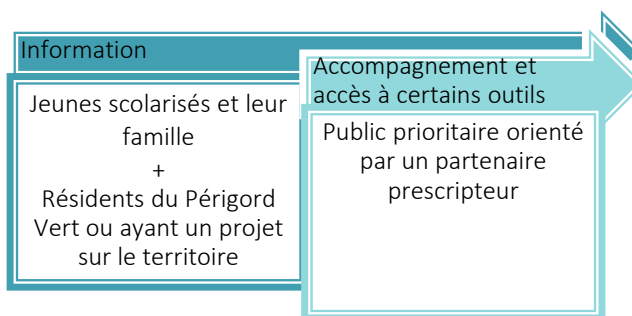 Information
Jeunes scolarisés et leur
famille
+
Résidents du Périgord
Vert ou ayant un projet
sur le territoire
Accompagnement et
accès à certains outils
Public prioritaire orienté
par un partenaire
prescripteur